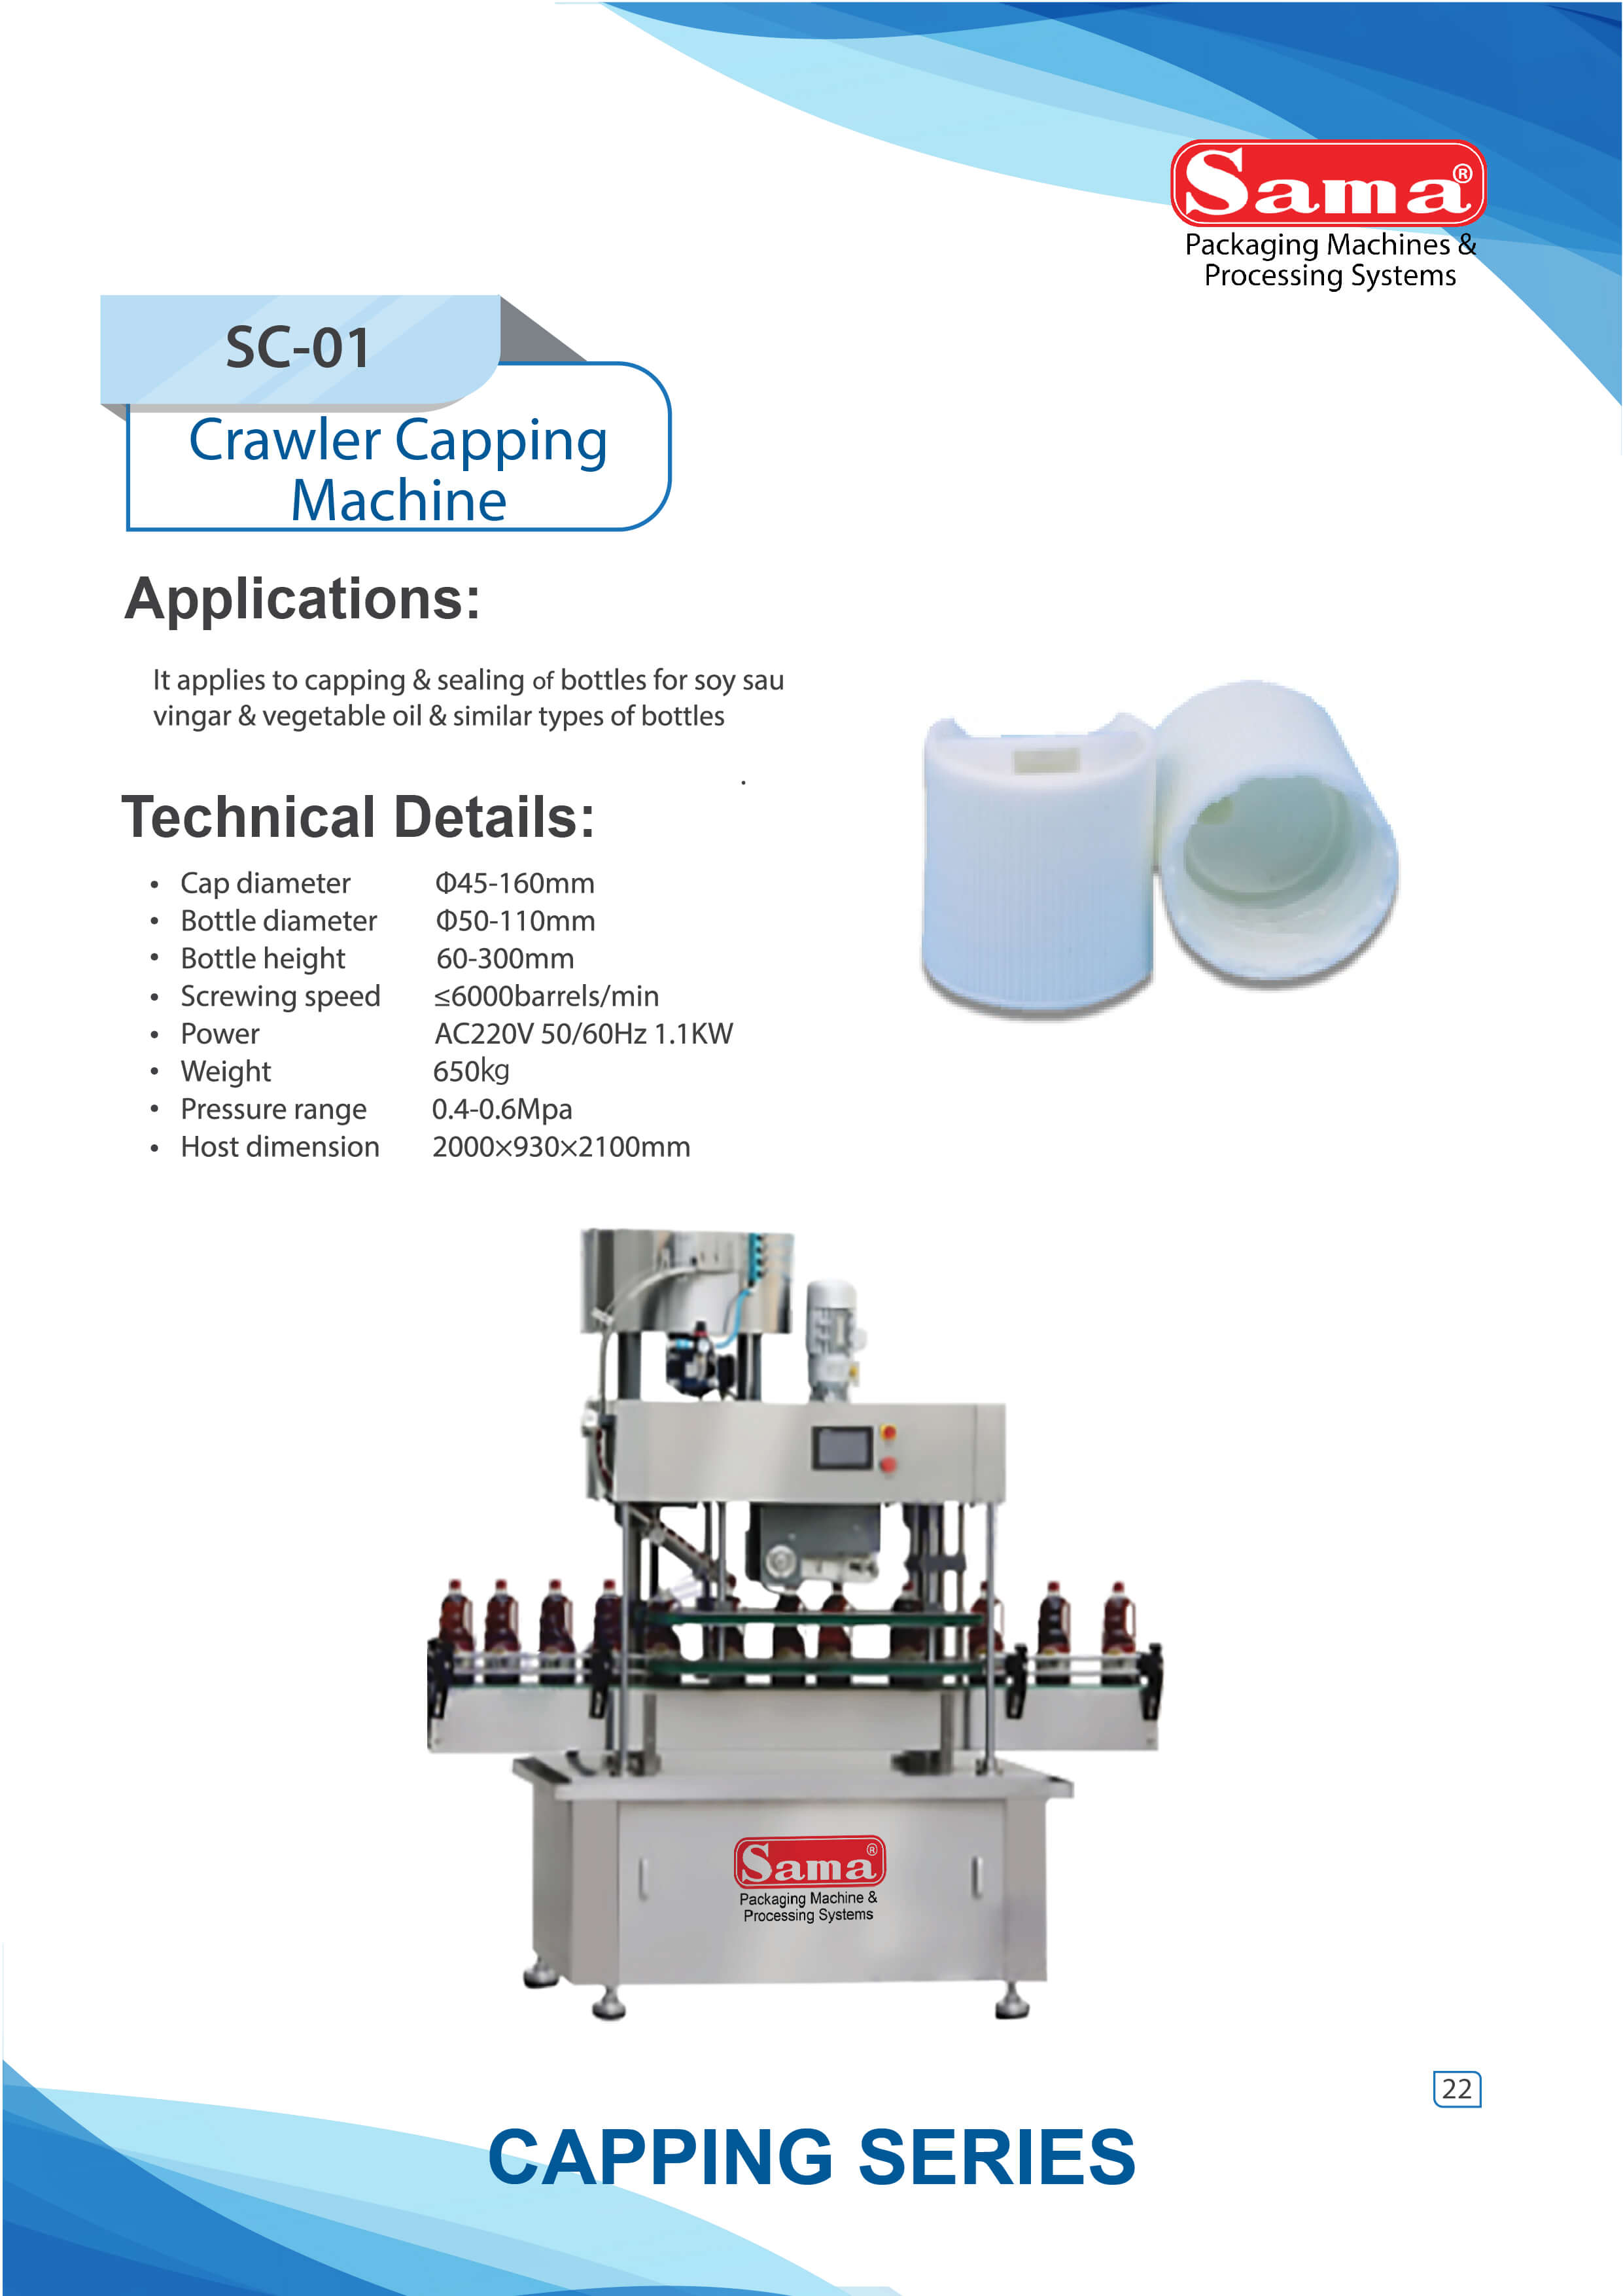 Sama®
Packaging Machines &
Processing Systems
SC-01
Crawler Capping
Machine
Applications:
It applies to capping & sealing of bottles for soy sau
vingar & vegetable oil & similar types of bottles
.
Technical Details:
• Cap diameter Φ45-160mm
• Bottle diameter Φ50-110mm
• Bottle height 60-300mm
• Screwing speed ≤6000barrels/min
• Power AC220V 50/60Hz 1.1KW
• Weight 650kg
• Pressure range 0.4-0.6Mpa
• Host dimension 2000×930×2100mm
Sama®
Packaging Machine &
Processing Systems
22
CAPPING SERIES